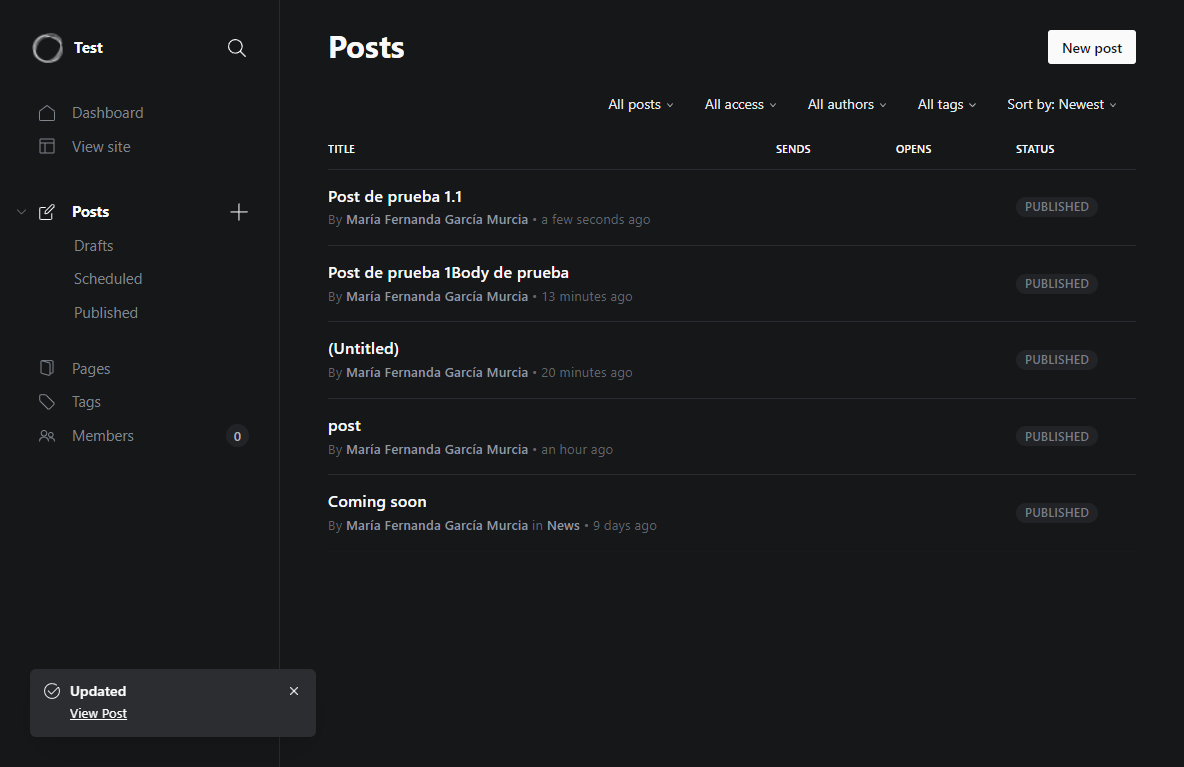 Test
Dashboard
View site
Posts
Drafts
Scheduled
Published
Pages
Tags
Members 0
Posts
New post
All posts All access All authors All tags Sort by: Newest
TITLE SENDS OPENS STATUS
Post de prueba 1.1
By María Fernanda García Murcia • a few seconds ago
PUBLISHED
Post de prueba 1Body de prueba
By María Fernanda García Murcia • 13 minutes ago
PUBLISHED
(Untitled)
By María Fernanda García Murcia • 20 minutes ago
PUBLISHED
post
By María Fernanda García Murcia • an hour ago
PUBLISHED
Coming soon
By María Fernanda García Murcia in News • 9 days ago
PUBLISHED
Updated
View Post